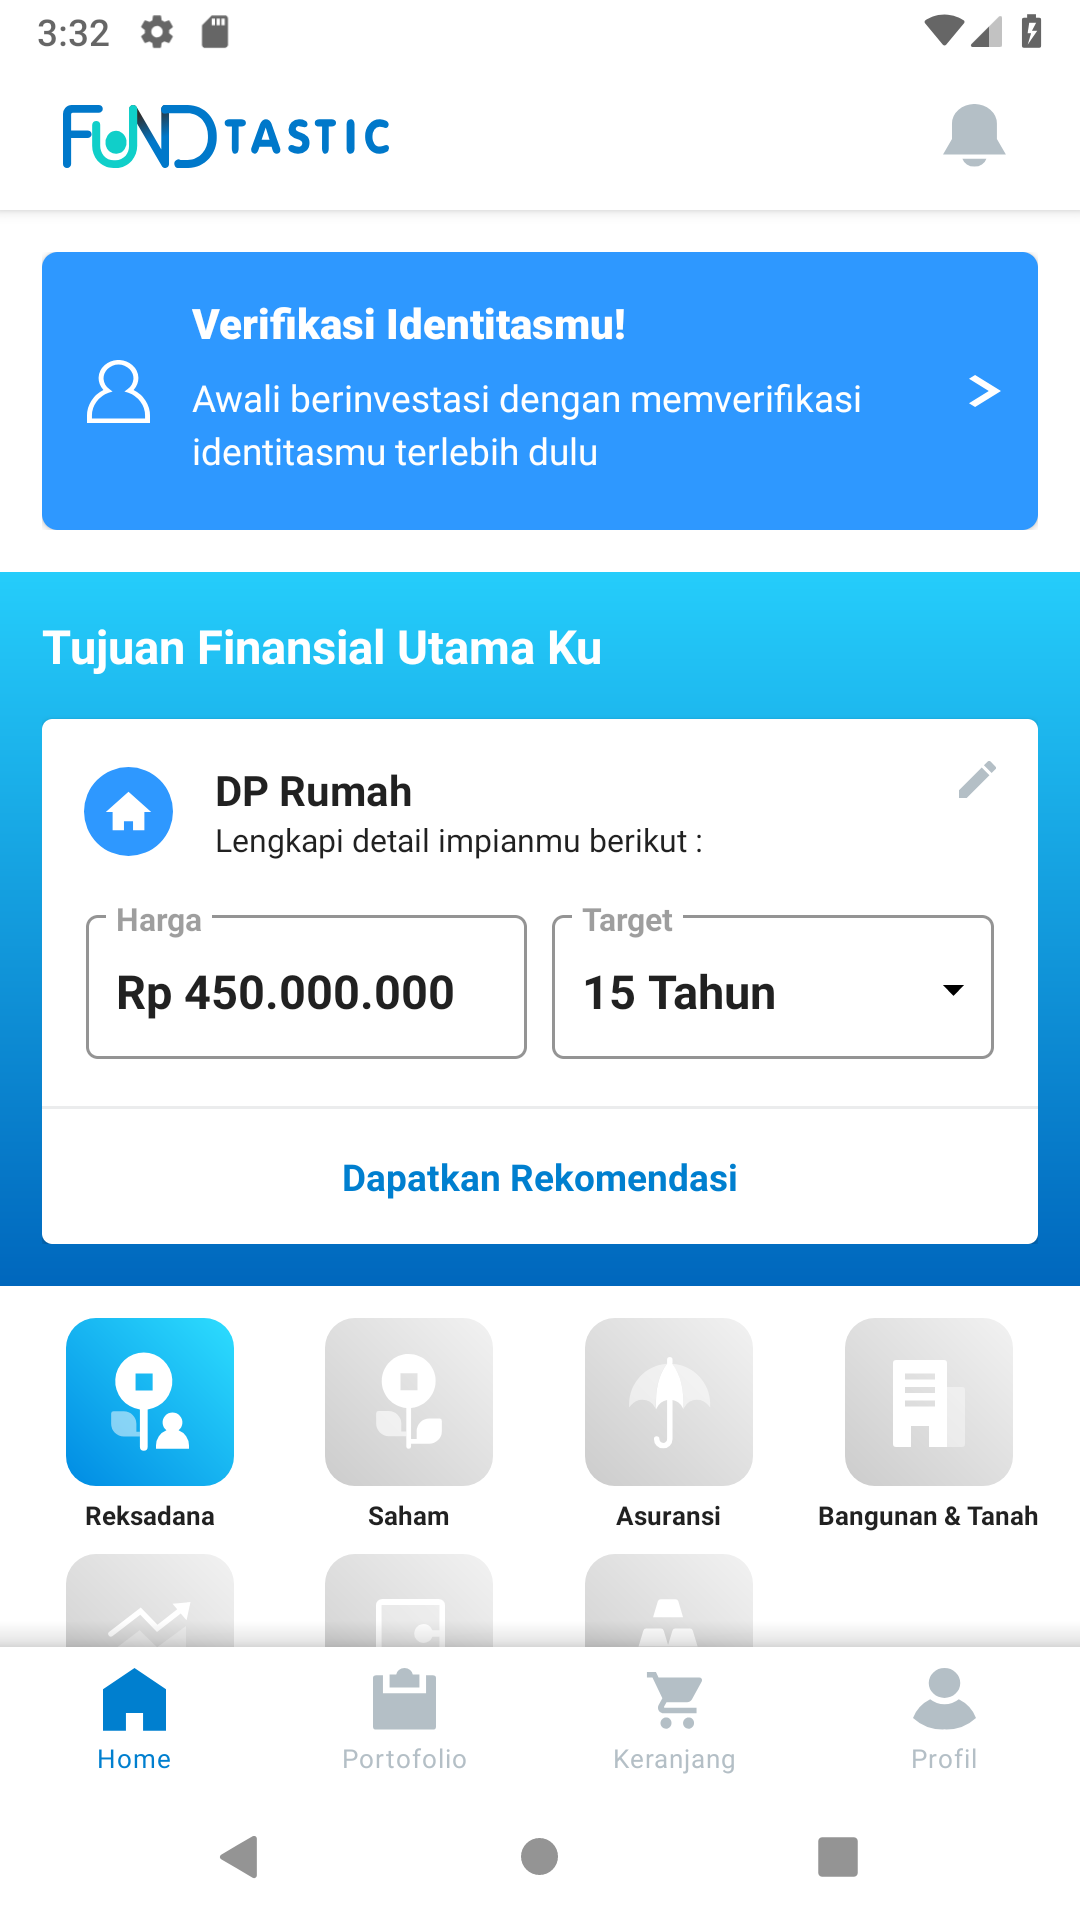 3:32
FUNDTASTIC
Verifikasi Identitasmu!
Awali berinvestasi dengan memverifikasi
identitasmu terlebih dulu
Tujuan Finansial Utama Ku
DP Rumah
Lengkapi detail impianmu berikut :
Harga
Target
Rp 450.000.000
15 Tahun
Dapatkan Rekomendasi
Reksadana
Saham
Asuransi
Bangunan & Tanah
Home
Portofolio
Keranjang
Profil